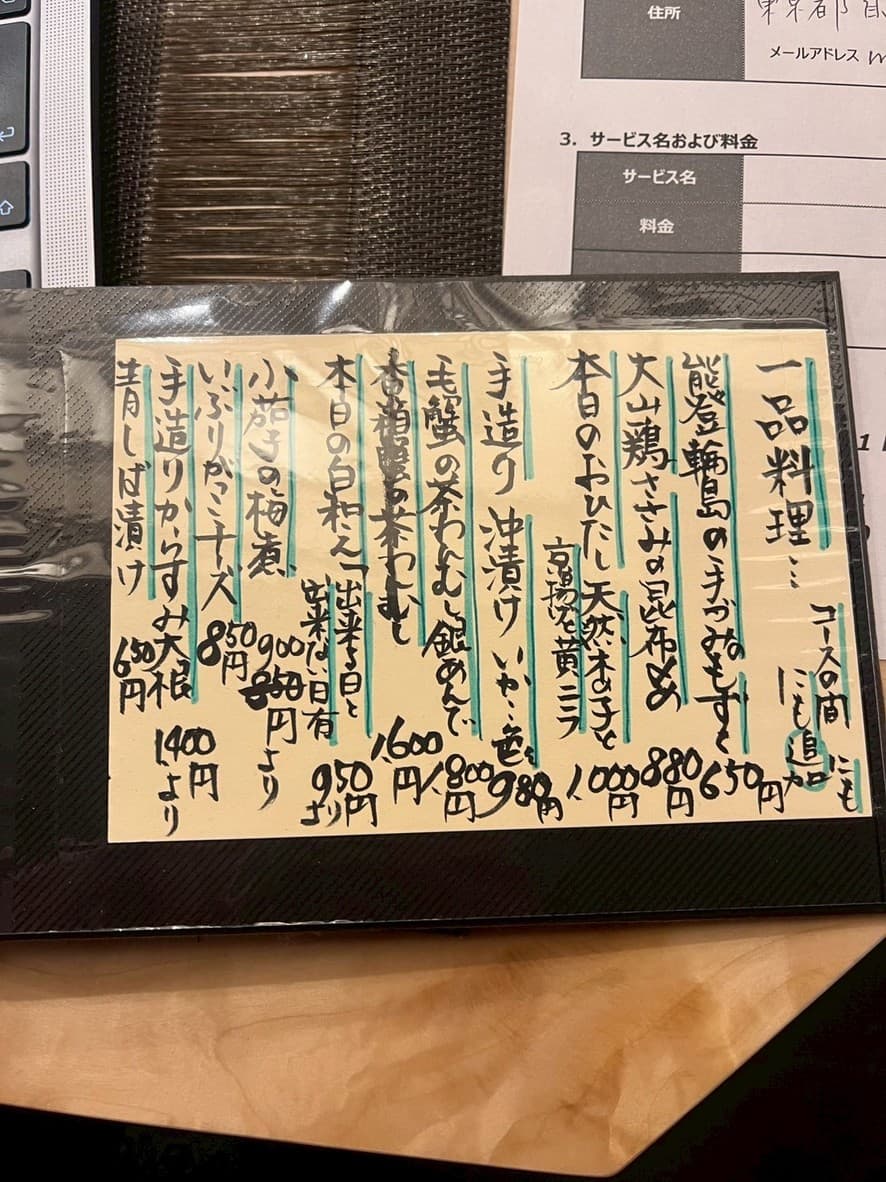 住所
東京都
メールアドレス
3. サービス名および料金
サービス名
料金
一品料理…
コースの間にも
にも追加
能登輪島の手づみのもずく 650円
大山鶏ささみの昆布〆め 880円
本日のおひたし 天然木の子と
京揚げと黄ニラ 1,000円
手造り 沖漬け いか…
980円
毛蟹の茶わんむし銀あんで 1,800円
香箱蟹の茶わんむし 1,600円
本日の白和え 「出来る日と
出来ない日有 950円より
小茄子の梅煮 900 850円より
いぶりがっこチーズ 850円
手造りからすみ大根 1,400円より
青しば漬け 650円